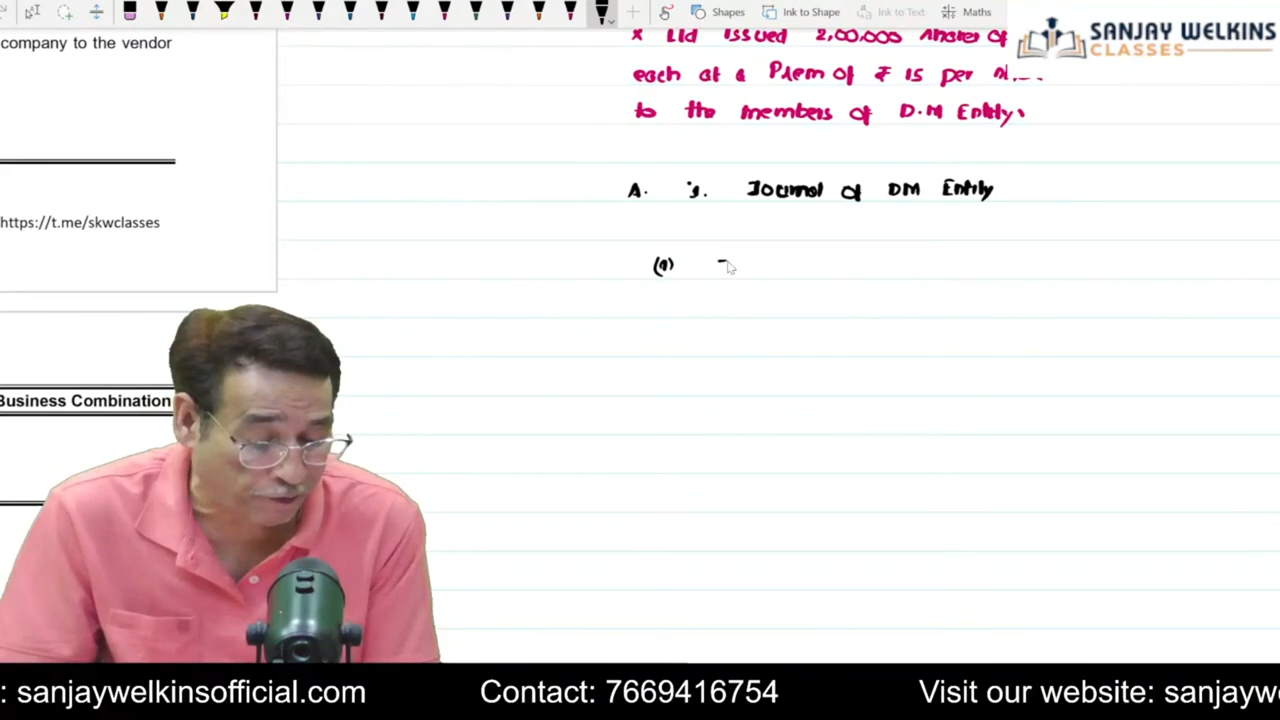 Shapes Ink to Shape Ink to Text Maths
SANJAY WELKINS
CLASSES
company to the vendor
X Ltd issued 2,00,000 shares of
each at a Prem of ₹ 15 per
to the members of D.M Entity.
https://t.me/skwclasses
A. is. Journal of DM Entity
(a)
Business Combination
: sanjaywelkinsofficial.com Contact: 7669416754 Visit our website: sanjaywe